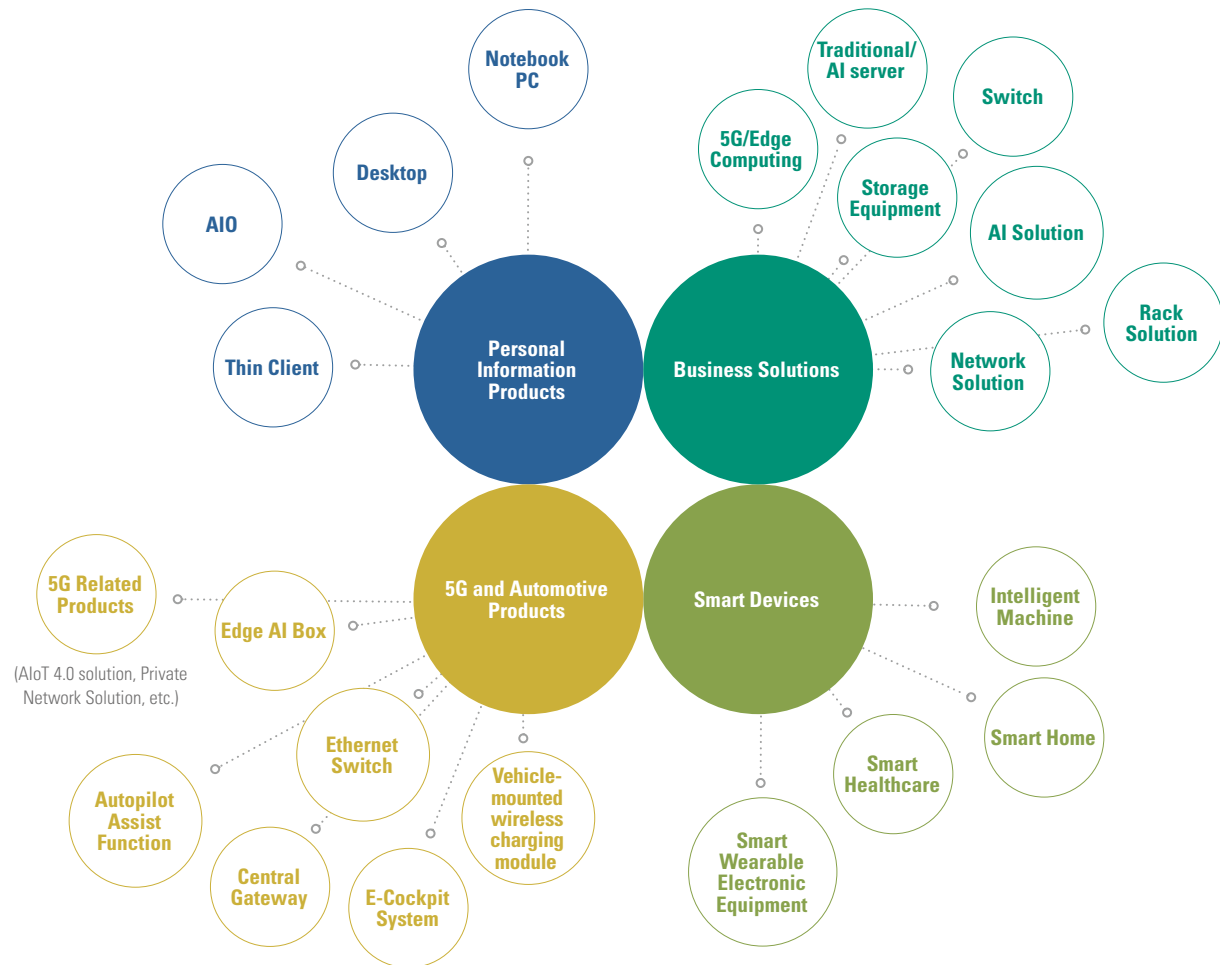 Notebook
PC
Desktop
AIO
Thin Client
Personal
Information
Products
Traditional/
AI server
Switch
5G/Edge
Computing
Storage
Equipment
AI Solution
Rack
Solution
Network
Solution
Business Solutions
5G and Automotive
Products
5G Related
Products
(AIoT 4.0 solution, Private
Network Solution, etc.)
Edge AI Box
Ethernet
Switch
Autopilot
Assist
Function
Central
Gateway
E-Cockpit
System
Vehicle-
mounted
wireless
charging
module
Smart Devices
Intelligent
Machine
Smart Home
Smart
Healthcare
Smart
Wearable
Electronic
Equipment